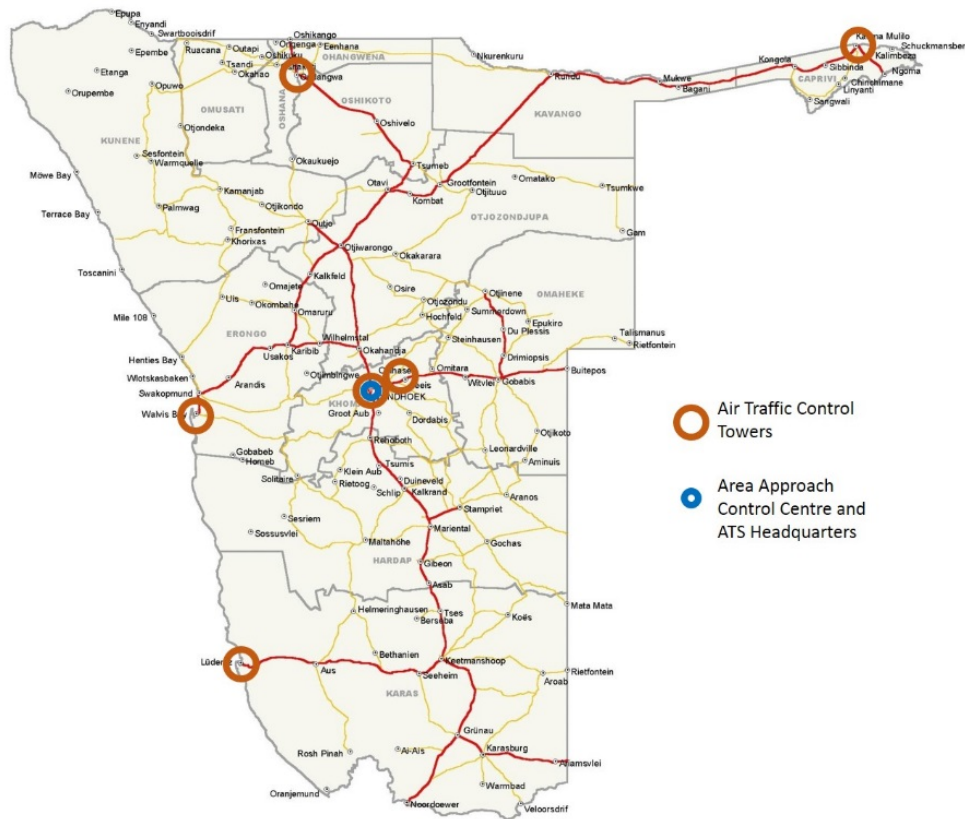 Epupa
Enyandi
Swartbooisdrif
Ruacana
Outapi
Oshikango
Ongenga
Eenhana
Oshikuku
Epembe
Tsandi
Okahao
OHANGWENA
Etanga
Opuwo
Orupembe
OMUSATI
OSHANA
OSHIKOTO
Oshivelo
Otjondeka
KUNENE
Sesfontein
Warmquelle
Okaukuejo
Nkurenkuru
Rundu
Mukwe
Bagani
Kongola
Sibbinda
CAPRIVI
Chinchimane
Linyanti
Sangwali
Mulilo
Schuckmansber
Kalimbeza
Ngoma
KAVANGO
Tsumeb
Möwe Bay
Kamanjab
Otavi
Grootfontein
Omatako
Tsumkwe
Kombat
Otjituuo
Palmwag
Otjikondo
Terrace Bay
Outjo
OTJOZONDJUPA
Fransfontein
Khorixas
Gam
Otjiwarongo
Okakarara
Toscanini
Kalkfeld
Omajete
Osire
Otjinene
OMAHEKE
Uis
Okombahe
Otjozondu
Omaruru
Hochfeld
Summerdown
Mile 108
Epukiro
ERONGO
Du Plessis
Talismanus
Rietfontein
Wilhelmstal
Steinhausen
Usakos
Karibib
Okahandja
Drimiopsis
Henties Bay
Otjimbingwe
Omitara
Buitepos
Wlotskasbaken
Arandis
Witvlei
Gobabis
Swakopmund
Walvis Bay
Groot Aub
Dordabis
Otjikoto
Rehoboth
Gobabeb
Homeb
Leonardville
Aminuis
Klein Aub
Tsumis
Solitaire
Rietoog
Duineveld
Schlip
Kalkrand
Aranos
Stampriet
Sesriem
Sossusvlei
Mariental
Maltahöhe
Gochas
HARDAP
Gibeon
Asab
Mata Mata
Helmeringhausen
Tses
Berseba
Koës
Bethanien
Keetmanshoop
Rietfontein
Aus
Seeheim
Aroab
KARAS
Grünau
Rosh Pinah
Ai-Ais
Karasburg
Ariamsvlei
Oranjemund
Warmbad
Noordoewer
Veloorsdrif
Air Traffic Control
Towers
Area Approach
Control Centre and
ATS Headquarters